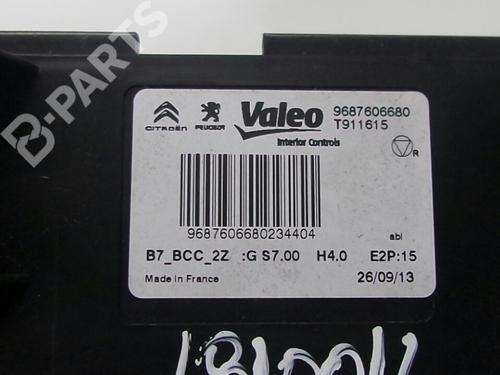 B-PARTS
CITROËN PEUGEOT Valeo 9687606680
T911615
Interior Controls
R
9687606680234404
abi
B7_BCC_2Z :G S7.00 H4.0 E2P:15
Made in France 26/09/13